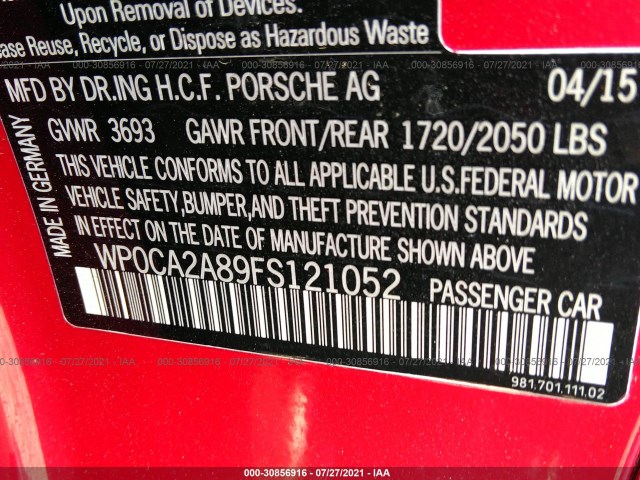 Upon Removal of Devices.
ease Reuse, Recycle, or Dispose as Hazardous Waste
MFD BY DR.ING H.C.F. PORSCHE AG 04/15
GVWR 3693 GAWR FRONT/REAR 1720/2050 LBS
THIS VEHICLE CONFORMS TO ALL APPLICABLE U.S.FEDERAL MOTOR
VEHICLE SAFETY,BUMPER,AND THEFT PREVENTION STANDARDS
IN EFFECT ON THE DATE OF MANUFACTURE SHOWN ABOVE
MADE IN GERMANY
WP0CA2A89FS121052 PASSENGER CAR
981.701.111.02
000-30856916 / 07/27/2021 - IAA